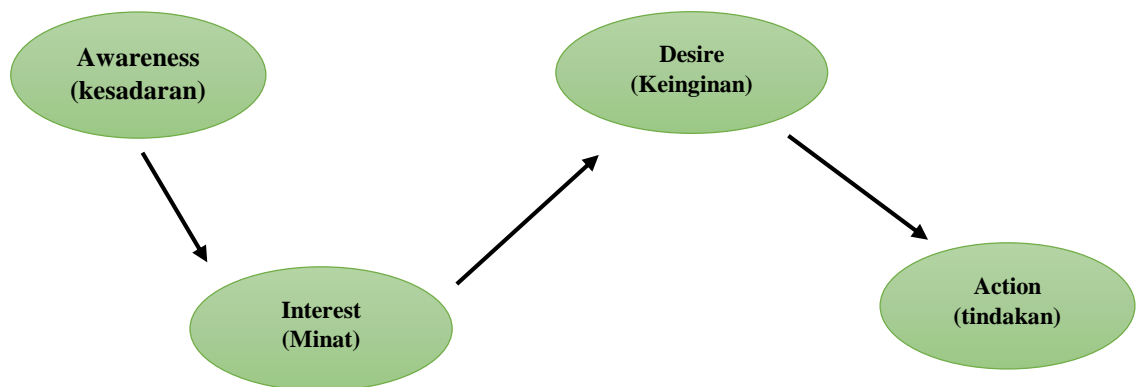 Awareness
(kesadaran)
Interest
(Minat)
Desire
(Keinginan)
Action
(tindakan)